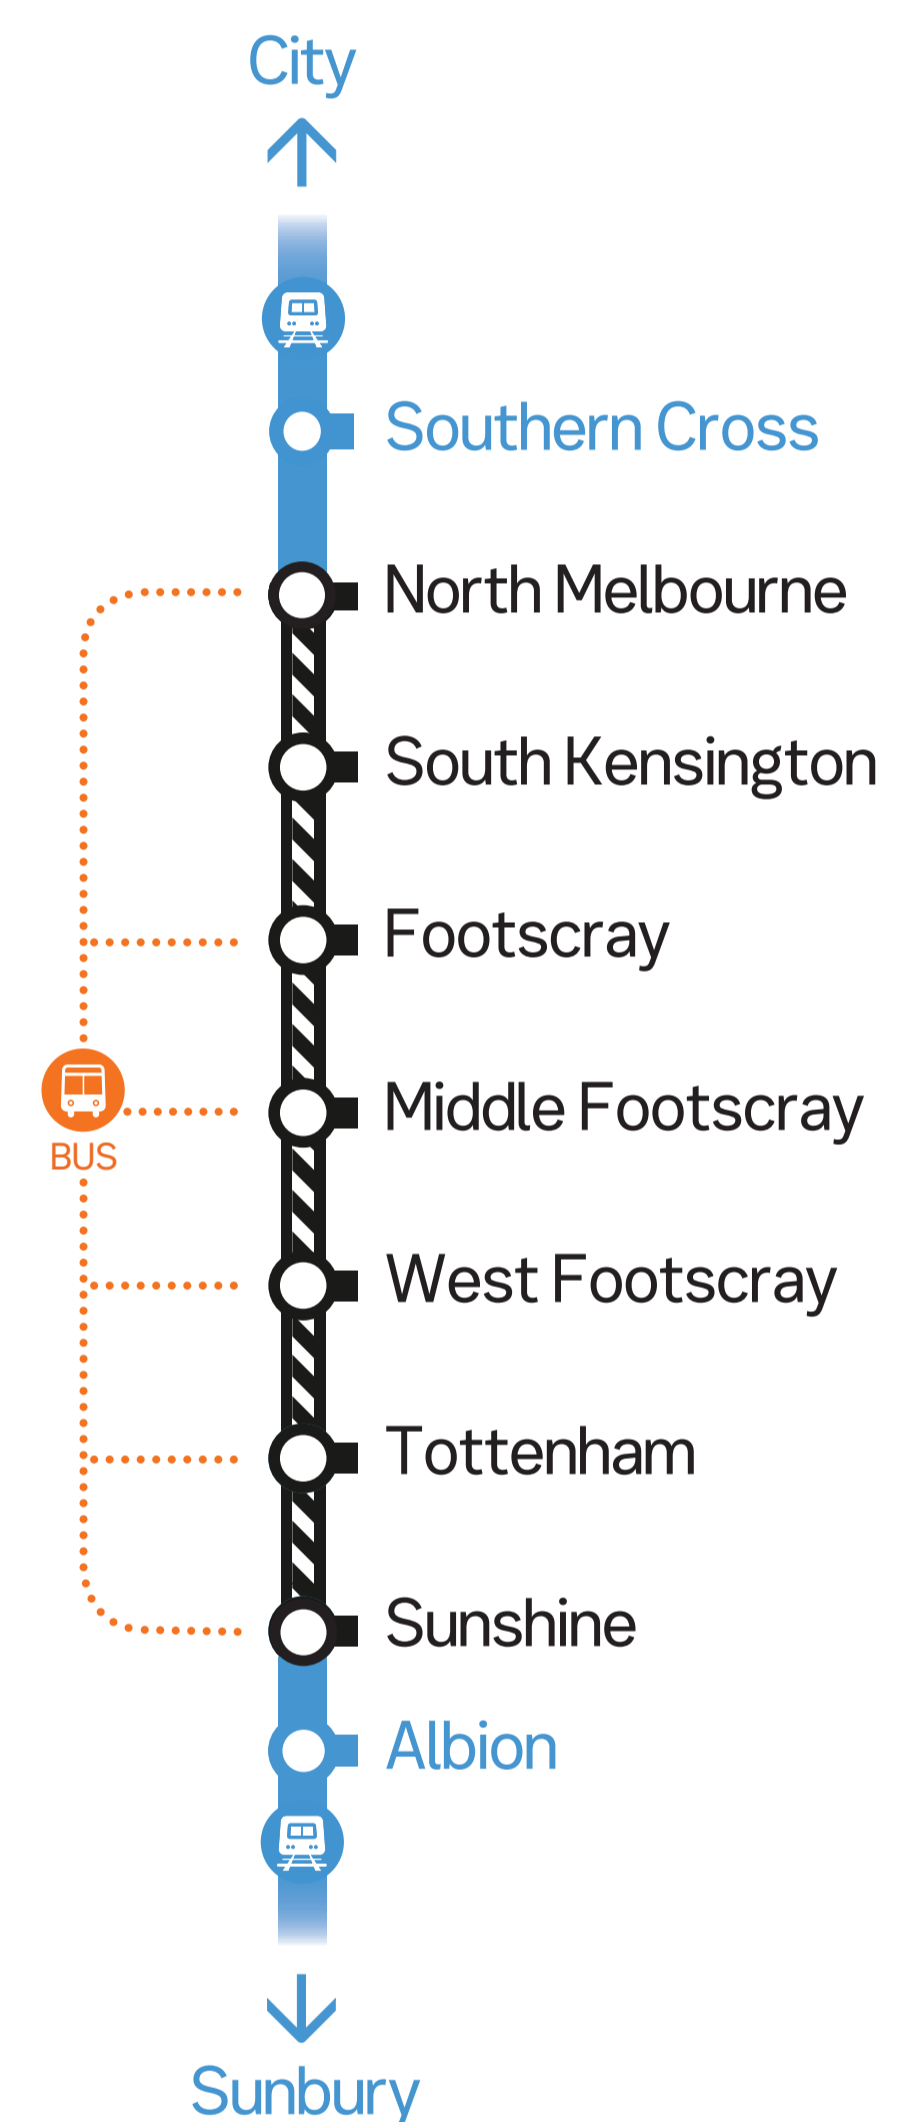 City
Southern Cross
North Melbourne
South Kensington
Footscray
Middle Footscray
BUS
West Footscray
Tottenham
Sunshine
Albion
Sunbury